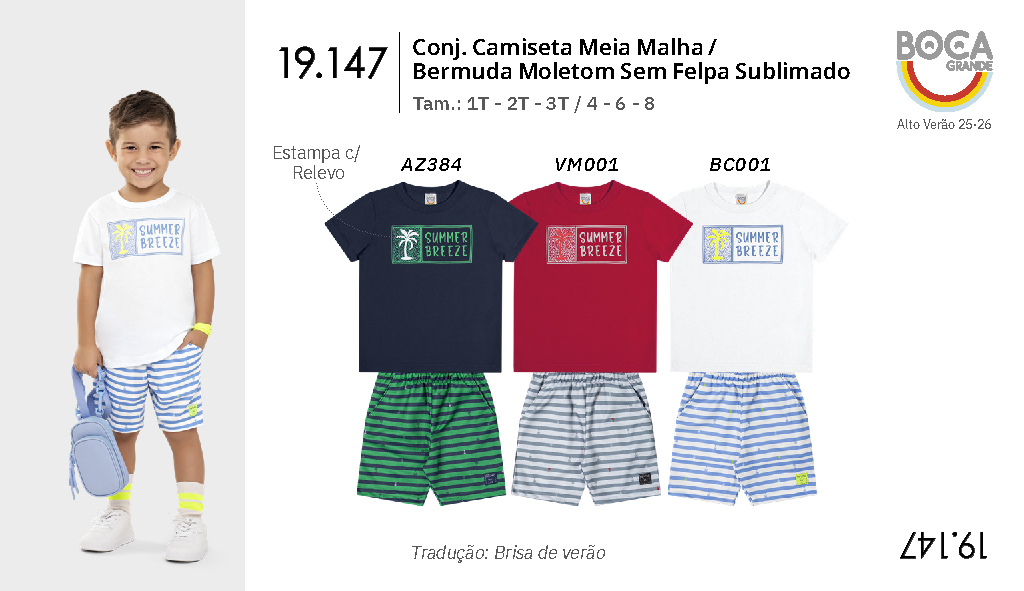 19.147
Conj. Camiseta Meia Malha /
Bermuda Moletom Sem Felpa Sublimado
Tam.: 1T - 2T - 3T / 4 - 6 - 8
BOCA
GRANDE
Alto Verão 25-26
Estampa c/
Relevo
AZ384
VM001
BC001
SUMMER
BREEZE
SUMMER
BREEZE
SUMMER
BREEZE
SUMMER
BREEZE
Tradução: Brisa de verão
19.147